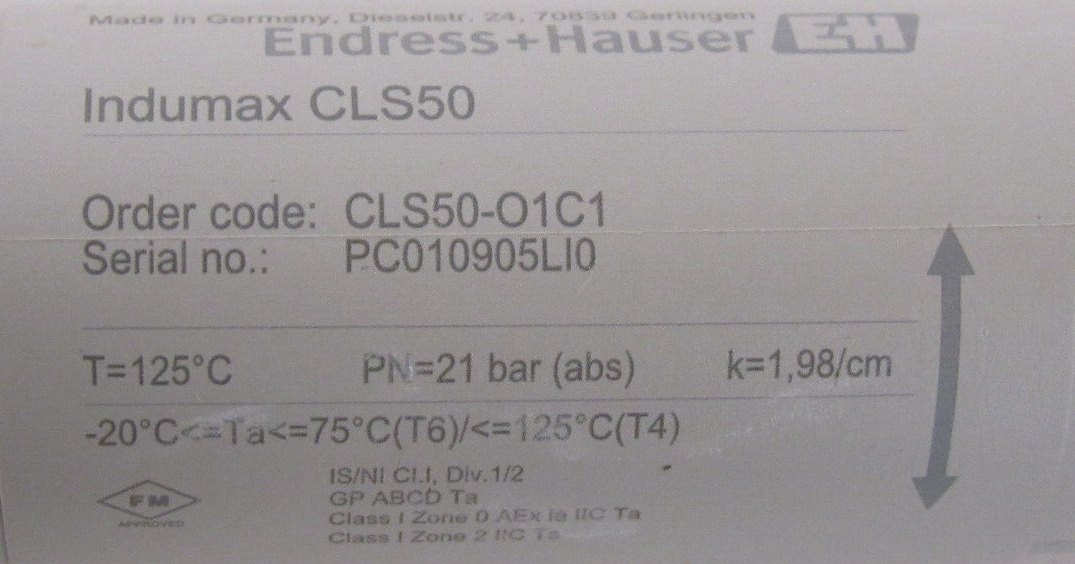 Made in Germany, Dieselstr. 24, 70839 Gerlingen
Endress+Hauser EH
Indumax CLS50
Order code: CLS50-O1C1
Serial no.: PC010905LI0
T=125°C PN=21 bar (abs) k=1,98/cm
-20°C<=Ta<=75°C(T6)/<=125°C(T4)
IS/NI Cl.I, Div.1/2
GP ABCD Ta
FM
APPROVED
Class I Zone 0 AEx ia IIC Ta
Class I Zone 2 IIC Ta